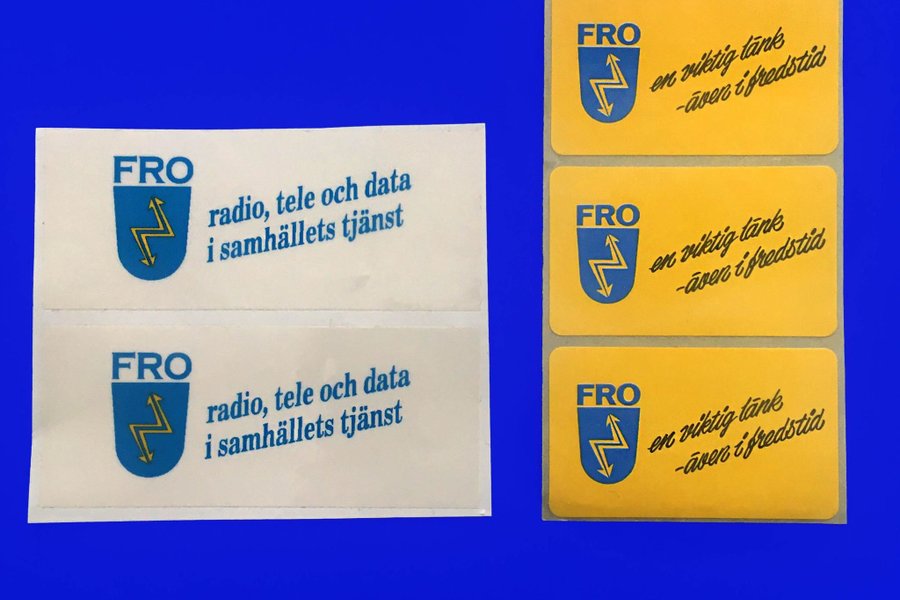 FRO
radio, tele och data
i samhällets tjänst
FRO
radio, tele och data
i samhällets tjänst
FRO
en viktig länk
-även i fredstid
FRO
en viktig länk
-även i fredstid
FRO
en viktig länk
-även i fredstid